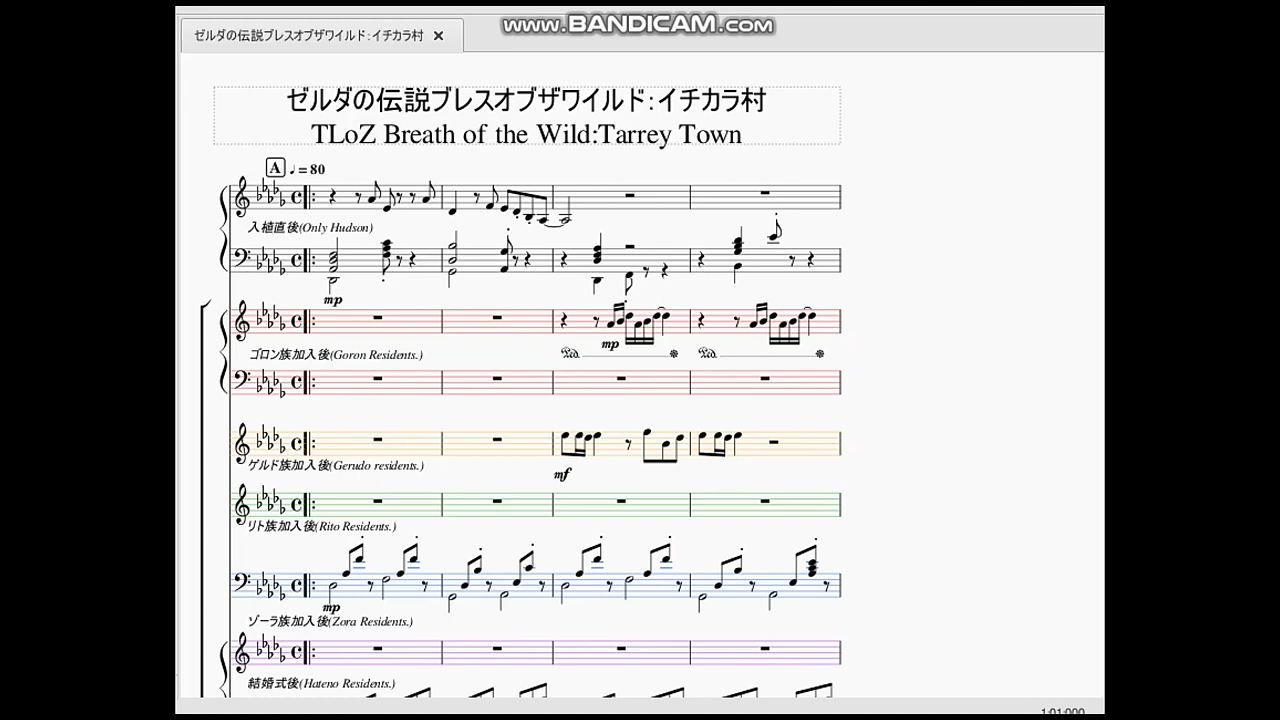 www.BANDICAM.com
ゼルダの伝説ブレスオブザワイルド:イチカラ村 ×
ゼルダの伝説ブレスオブザワイルド:イチカラ村
TLoZ Breath of the Wild:Tarrey Town
A ♩= 80
入植直後(Only Hudson)
mp
mp
ゴロン族加入後(Goron Residents.)
ゲルド族加入後(Gerudo residents.)
mf
リト族加入後(Rito Residents.)
mp
ゾーラ族加入後(Zora Residents.)
結婚式後(Hateno Residents.)
1:01:000